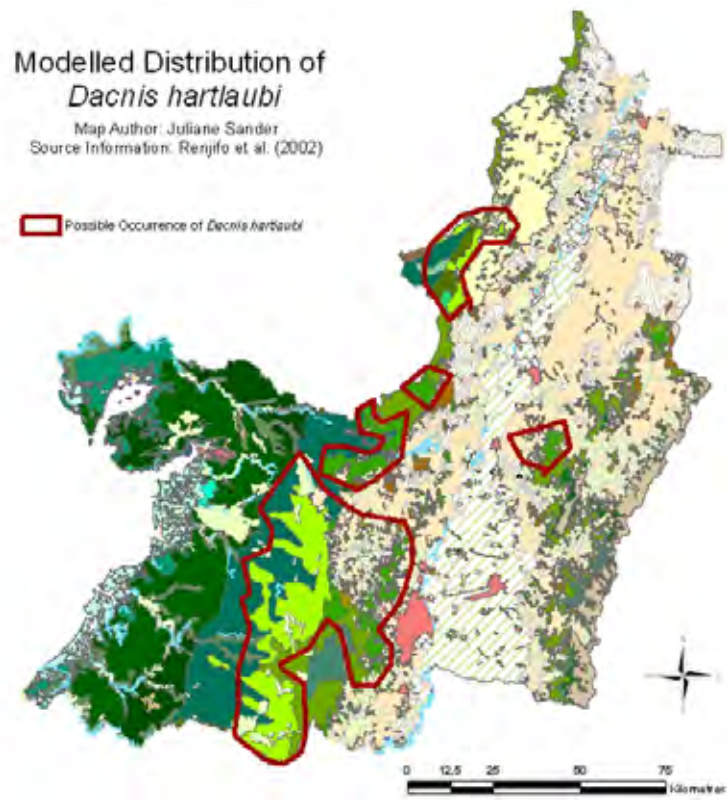 Modelled Distribution of
Dacnis hartlaubi
Map Author: Juliane Sander
Source Information: Renjifo et al. (2002)
Possible Occurrence of Dacnis hartlaubi
0 12.5 25 50 75
Kilometres